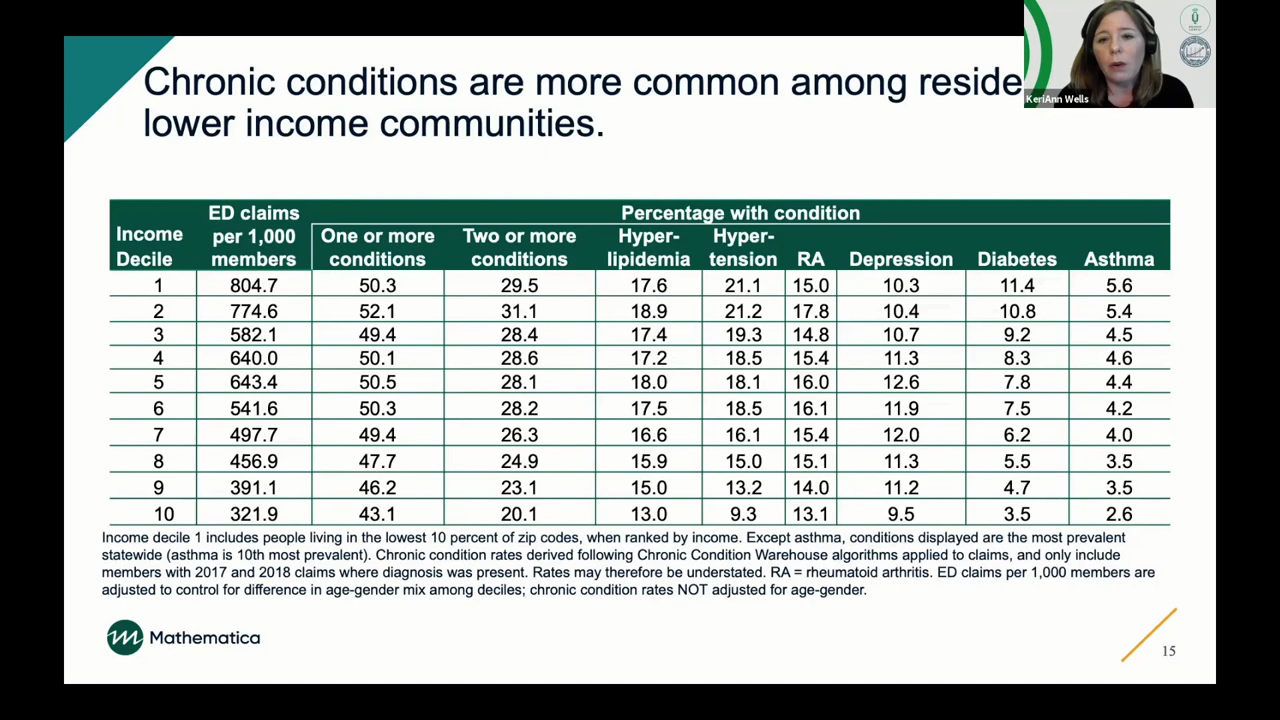 Chronic conditions are more common among reside
lower income communities.
KeriAnn Wells
Income Decile | ED claims per 1,000 members | Percentage with condition
One or more conditions | Two or more conditions | Hyper-lipidemia | Hyper-tension | RA | Depression | Diabetes | Asthma
1 804.7 50.3 29.5 17.6 21.1 15.0 10.3 11.4 5.6
2 774.6 52.1 31.1 18.9 21.2 17.8 10.4 10.8 5.4
3 582.1 49.4 28.4 17.4 19.3 14.8 10.7 9.2 4.5
4 640.0 50.1 28.6 17.2 18.5 15.4 11.3 8.3 4.6
5 643.4 50.5 28.1 18.0 18.1 16.0 12.6 7.8 4.4
6 541.6 50.3 28.2 17.5 18.5 16.1 11.9 7.5 4.2
7 497.7 49.4 26.3 16.6 16.1 15.4 12.0 6.2 4.0
8 456.9 47.7 24.9 15.9 15.0 15.1 11.3 5.5 3.5
9 391.1 46.2 23.1 15.0 13.2 14.0 11.2 4.7 3.5
10 321.9 43.1 20.1 13.0 9.3 13.1 9.5 3.5 2.6
Income decile 1 includes people living in the lowest 10 percent of zip codes, when ranked by income. Except asthma, conditions displayed are the most prevalent
statewide (asthma is 10th most prevalent). Chronic condition rates derived following Chronic Condition Warehouse algorithms applied to claims, and only include
members with 2017 and 2018 claims where diagnosis was present. Rates may therefore be understated. RA = rheumatoid arthritis. ED claims per 1,000 members are
adjusted to control for difference in age-gender mix among deciles; chronic condition rates NOT adjusted for age-gender.
Mathematica
15